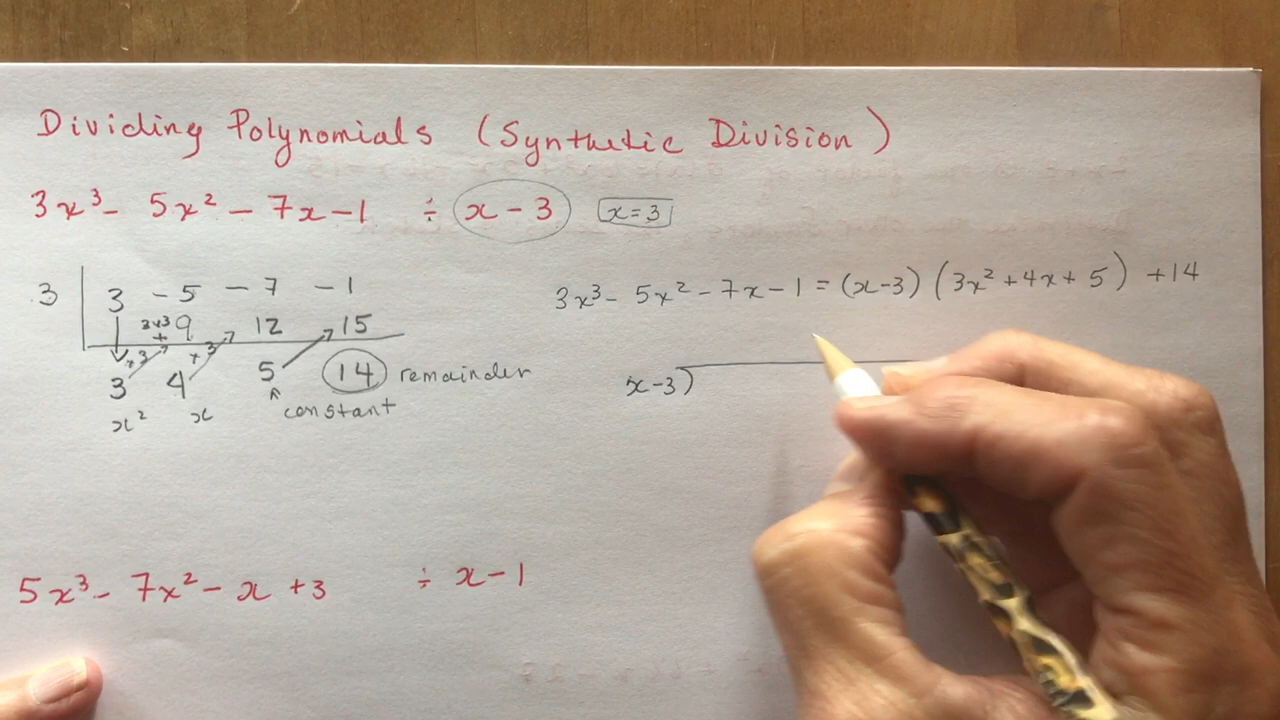 Dividing Polynomials (Synthetic Division)
3x³ - 5x² - 7x - 1 ÷ x - 3 x = 3
3 3 - 5 - 7 - 1
3x3 9 12 15
+
x3 x3
3 4 5 14 remainder
x² x constant
3x³ - 5x² - 7x - 1 = (x-3) (3x² + 4x + 5) + 14
x-3)
5x³ - 7x² - x + 3 ÷ x - 1